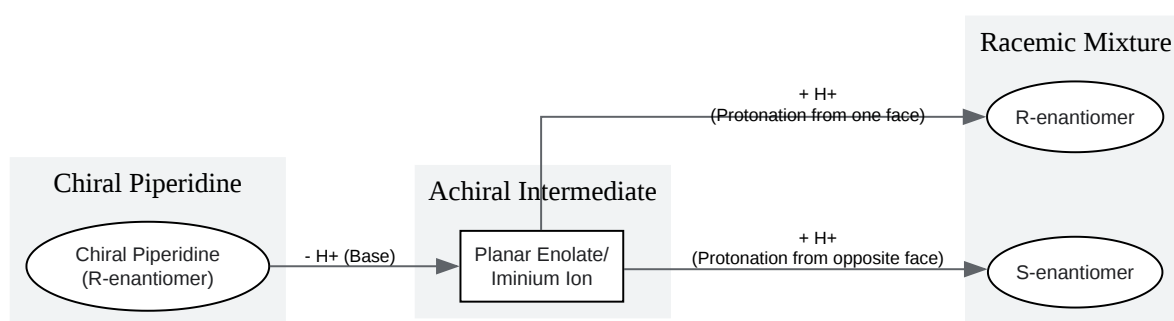 Racemic Mixture
+ H+
(Protonation from one face)
R-enantiomer
Chiral Piperidine
Achiral Intermediate
Chiral Piperidine
(R-enantiomer)
- H+ (Base)
Planar Enolate/
Iminium Ion
+ H+
(Protonation from opposite face)
S-enantiomer